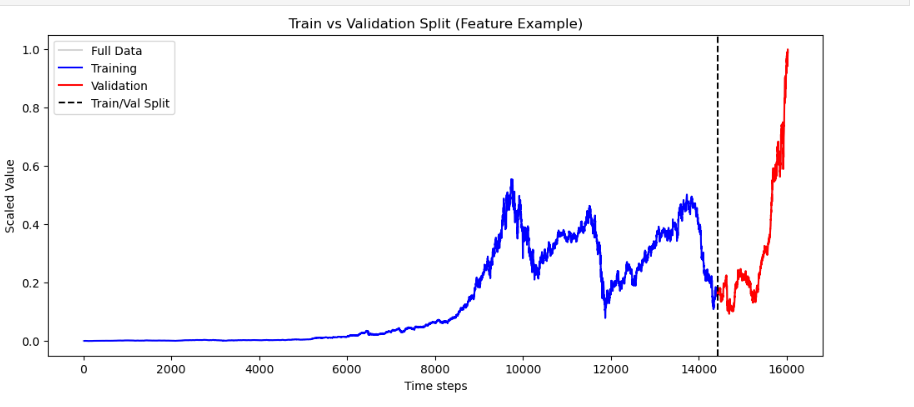 Train vs Validation Split (Feature Example)
Full Data
Training
Validation
Train/Val Split
Scaled Value
1.0
0.8
0.6
0.4
0.2
0.0
0 2000 4000 6000 8000 10000 12000 14000 16000
Time steps